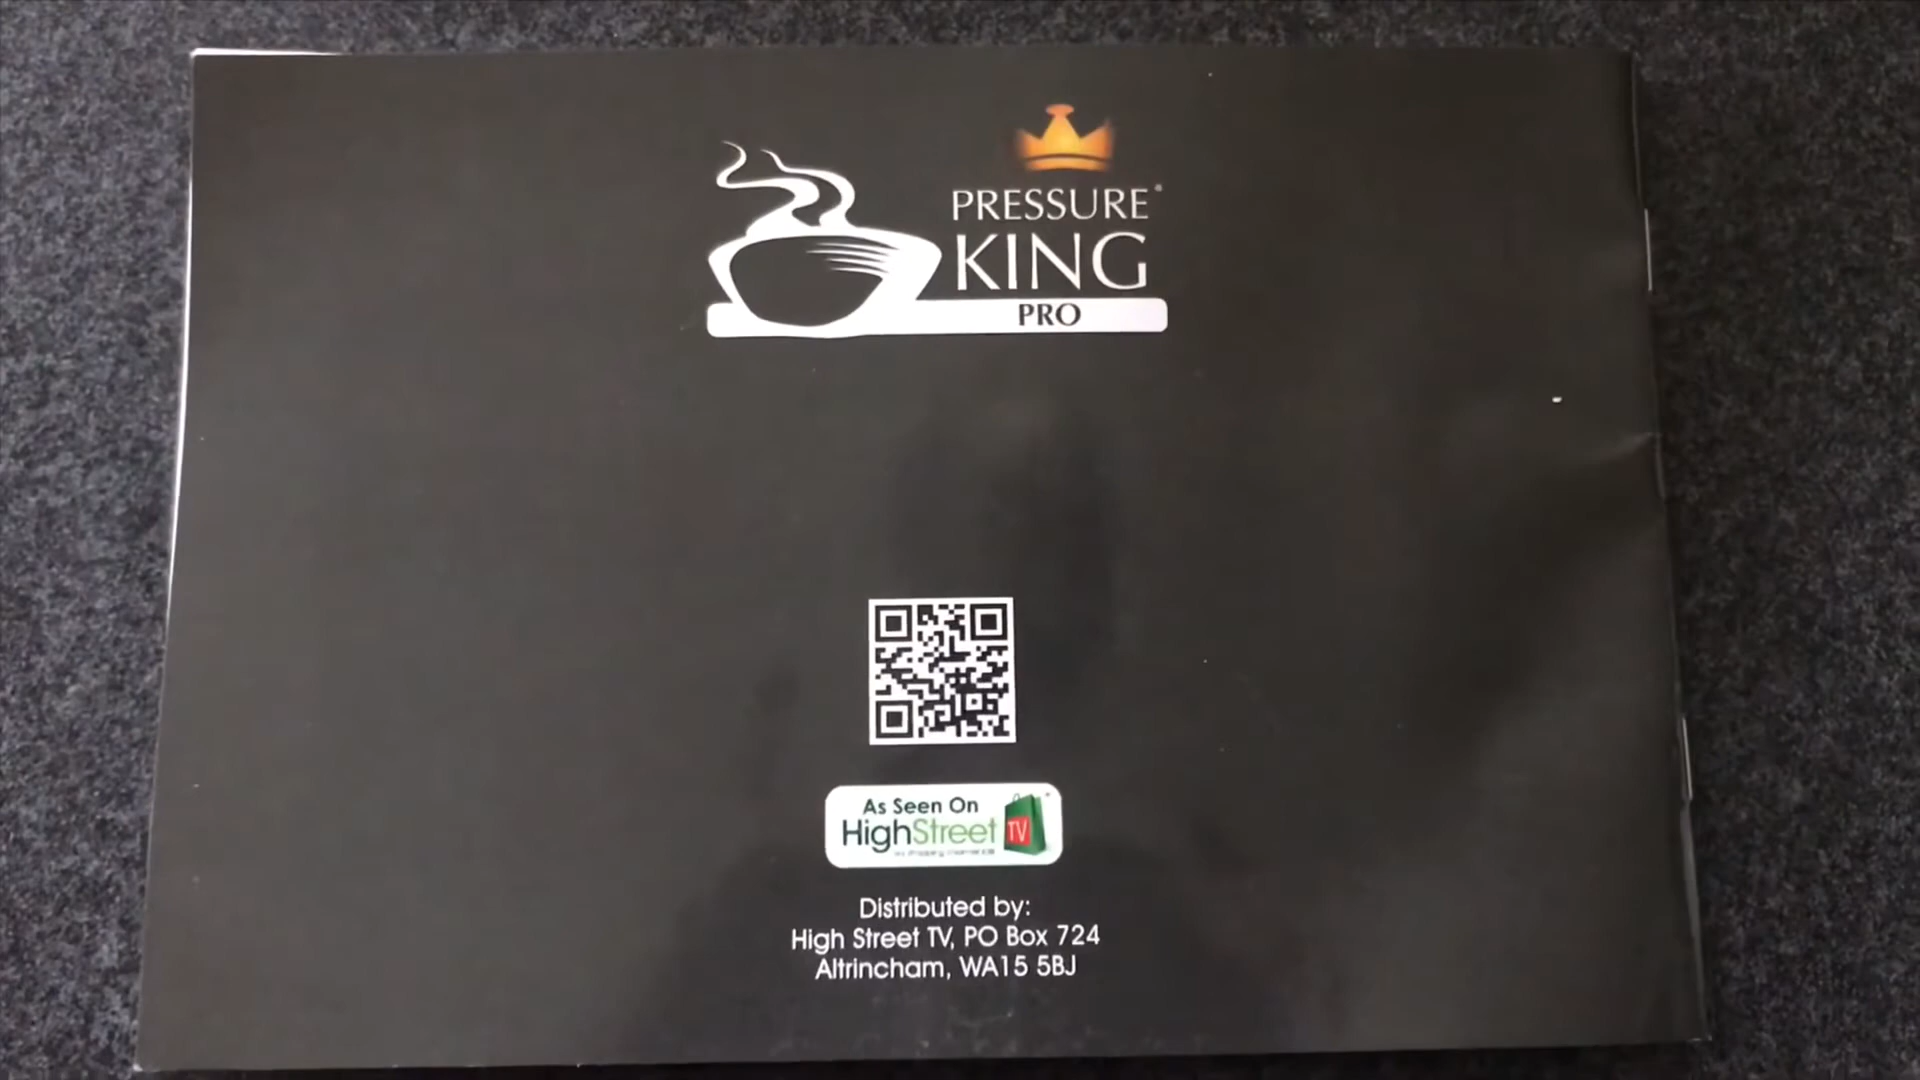 PRESSURE®
KING
PRO
As Seen On
HighStreet TV
Distributed by:
High Street TV, PO Box 724
Altrincham, WA15 5BJ